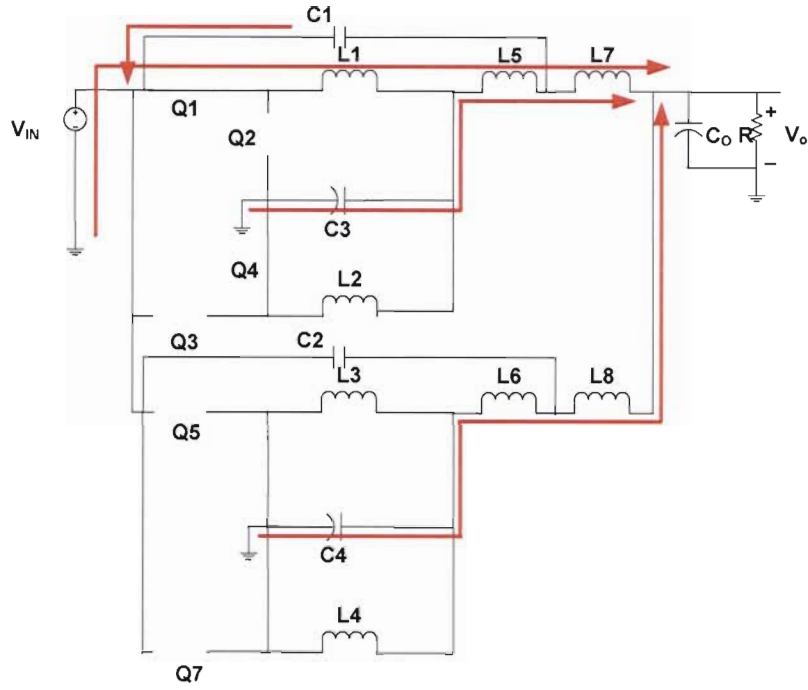 C1
L1
L5
L7
Q1
Q2
VIN
+
-
CO
R
+
Vo
–
C3
Q4
L2
Q3
C2
L3
L6
L8
Q5
C4
L4
Q7